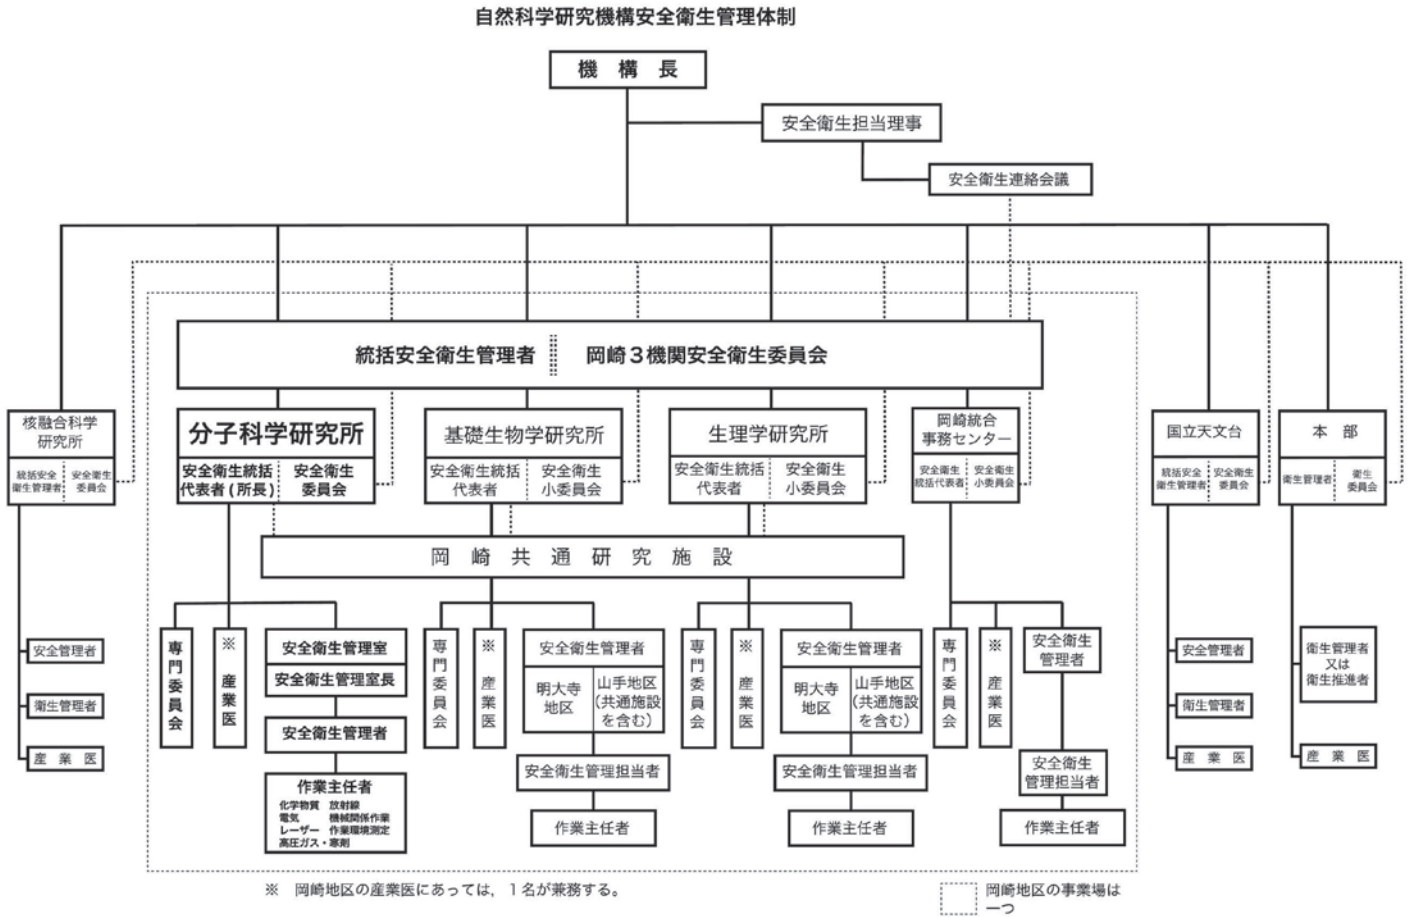 自然科学研究機構安全衛生管理体制
機 構 長
安全衛生担当理事
安全衛生連絡会議
統括安全衛生管理者
岡崎3機関安全衛生委員会
核融合科学
研究所
統括安全
衛生管理者
安全衛生
委員会
分子科学研究所
安全衛生統括
代表者(所長)
安全衛生
委員会
基礎生物学研究所
安全衛生統括
代表者
安全衛生
小委員会
生理学研究所
安全衛生統括
代表者
安全衛生
小委員会
岡崎統合
事務センター
安全衛生
統括代表者
安全衛生
小委員会
国立天文台
統括安全
衛生管理者
安全衛生
委員会
本 部
衛生管理者
衛生
委員会
岡 崎 共 通 研 究 施 設
安全管理者
衛生管理者
産 業 医
専門委員会
※ 産業医
安全衛生管理室
安全衛生管理室長
安全衛生管理者
作業主任者
化学物質 放射線
電気 機械関係作業
レーザー 作業環境測定
高圧ガス・寒剤
専門委員会
※ 産業医
安全衛生管理者
明大寺
地区
山手地区
(共通施設
を含む)
安全衛生管理担当者
作業主任者
専門委員会
※ 産業医
安全衛生管理者
明大寺
地区
山手地区
(共通施設
を含む)
安全衛生管理担当者
作業主任者
専門委員会
※ 産業医
安全衛生
管理者
安全衛生
管理担当者
作業主任者
安全管理者
衛生管理者
産 業 医
衛生管理者
又は
衛生推進者
産 業 医
※ 岡崎地区の産業医にあっては，1名が兼務する。
岡崎地区の事業場は
一つ